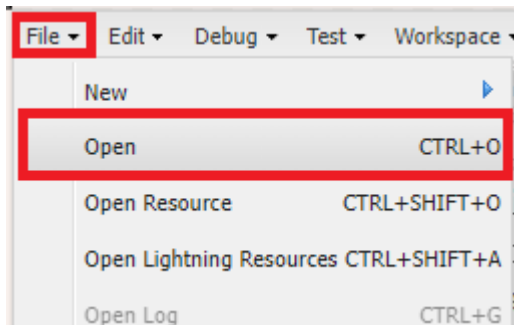 File Edit Debug Test Workspace
New
Open CTRL+O
Open Resource CTRL+SHIFT+O
Open Lightning Resources CTRL+SHIFT+A
Open Log CTRL+G